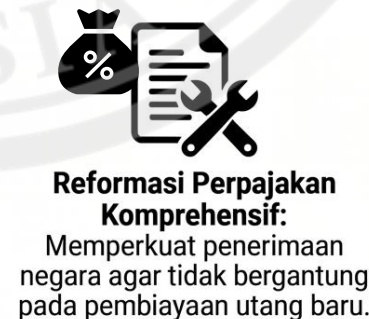 %
Reformasi Perpajakan
Komprehensif:
Memperkuat penerimaan
negara agar tidak bergantung
pada pembiayaan utang baru.